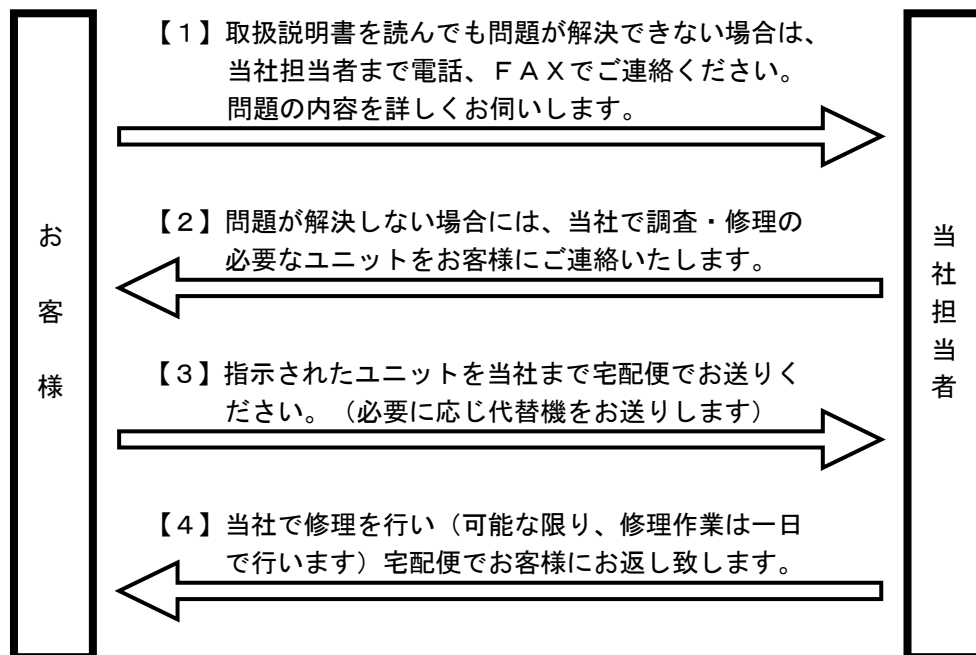 【１】取扱説明書を読んでも問題が解決できない場合は、
当社担当者まで電話、ＦＡＸでご連絡ください。
問題の内容を詳しくお伺いします。
【２】問題が解決しない場合には、当社で調査・修理の
必要なユニットをお客様にご連絡いたします。
お客様
当社担当者
【３】指示されたユニットを当社まで宅配便でお送りく
ださい。（必要に応じ代替機をお送りします）
【４】当社で修理を行い（可能な限り、修理作業は一日
で行います）宅配便でお客様にお返し致します。